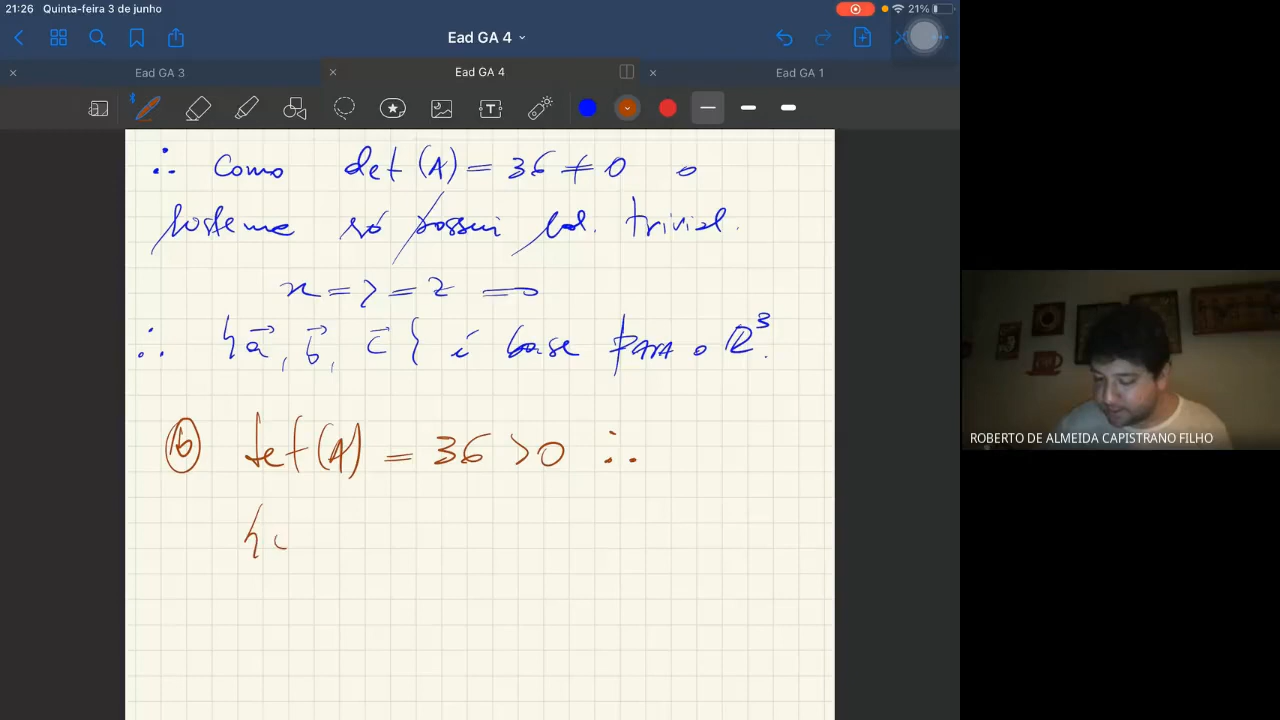 21:26 Quinta-feira 3 de junho
21%
Ead GA 4
Ead GA 3
Ead GA 4
Ead GA 1
∴ Como det (A) = 36 ≠ 0 o
sistema só possui sol. trivial.
x = y = z = 0
∴ {a⃗, b⃗, c⃗} é base PARA o R³.
ⓑ det(A) = 36 > 0 ∴
{
ROBERTO DE ALMEIDA CAPISTRANO FILHO